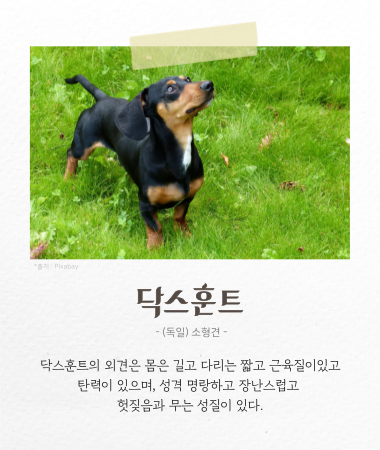 *출처 : Pixabay
닥스훈트
- (독일) 소형견 -
닥스훈트의 외견은 몸은 길고 다리는 짧고 근육질이있고
탄력이 있으며, 성격 명랑하고 장난스럽고
헛짖음과 무는 성질이 있다.